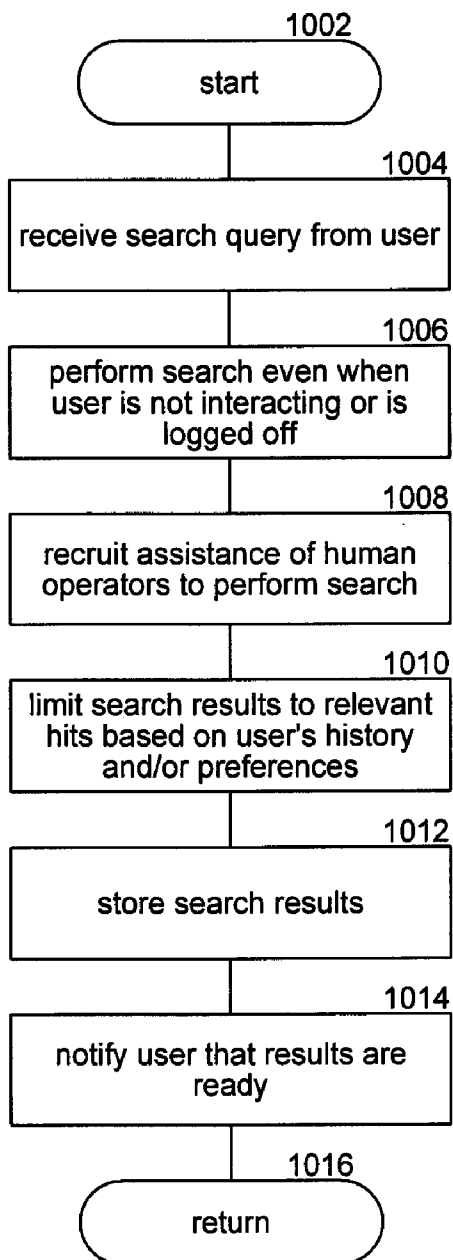 1002
start
1004
receive search query from user
1006
perform search even when
user is not interacting or is
logged off
1008
recruit assistance of human
operators to perform search
1010
limit search results to relevant
hits based on user's history
and/or preferences
1012
store search results
1014
notify user that results are
ready
1016
return